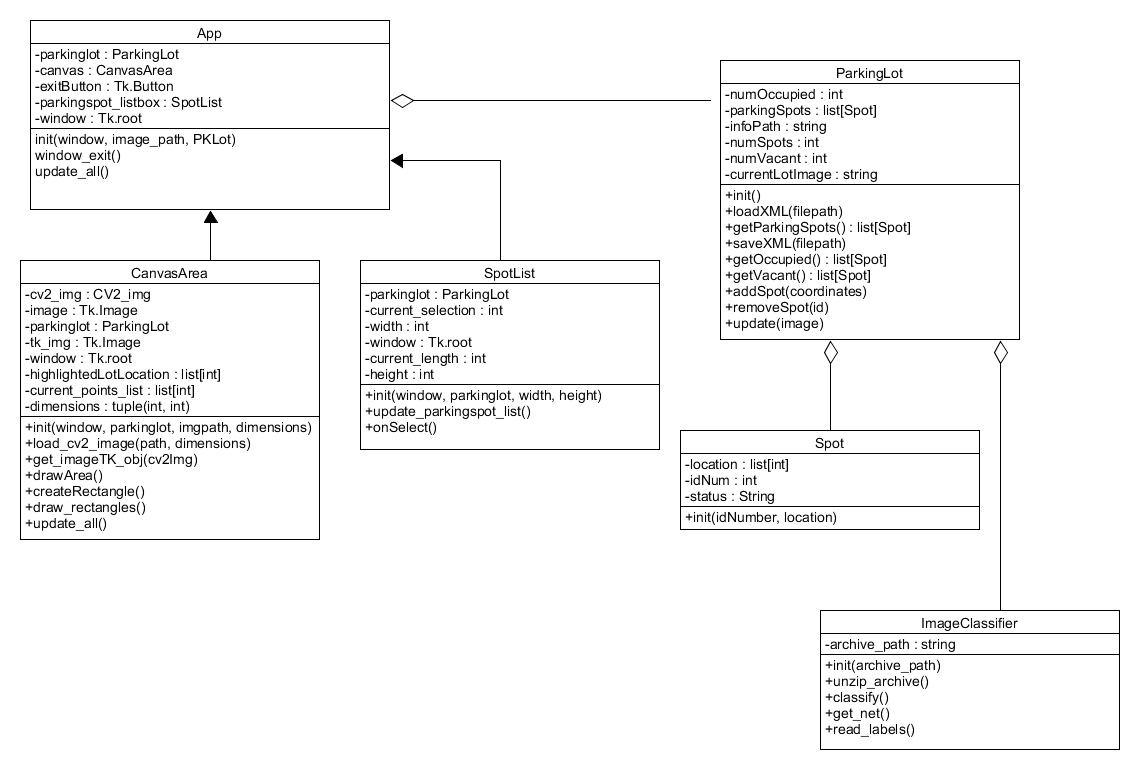 App
-parkinglot : ParkingLot
-canvas : CanvasArea
-exitButton : Tk.Button
-parkingspot_listbox : SpotList
-window : Tk.root
init(window, image_path, PKLot)
window_exit()
update_all()
ParkingLot
-numOccupied : int
-parkingSpots : list[Spot]
-infoPath : string
-numSpots : int
-numVacant : int
-currentLotImage : string
+init()
+loadXML(filepath)
+getParkingSpots() : list[Spot]
+saveXML(filepath)
+getOccupied() : list[Spot]
+getVacant() : list[Spot]
+addSpot(coordinates)
+removeSpot(id)
+update(image)
CanvasArea
-cv2_img : CV2_img
-image : Tk.Image
-parkinglot : ParkingLot
-tk_img : Tk.Image
-window : Tk.root
-highlightedLotLocation : list[int]
-current_points_list : list[int]
-dimensions : tuple(int, int)
+init(window, parkinglot, imgpath, dimensions)
+load_cv2_image(path, dimensions)
+get_imageTK_obj(cv2Img)
+drawArea()
+createRectangle()
+draw_rectangles()
+update_all()
SpotList
-parkinglot : ParkingLot
-current_selection : int
-width : int
-window : Tk.root
-current_length : int
-height : int
+init(window, parkinglot, width, height)
+update_parkingspot_list()
+onSelect()
Spot
-location : list[int]
-idNum : int
-status : String
+init(idNumber, location)
ImageClassifier
-archive_path : string
+init(archive_path)
+unzip_archive()
+classify()
+get_net()
+read_labels()